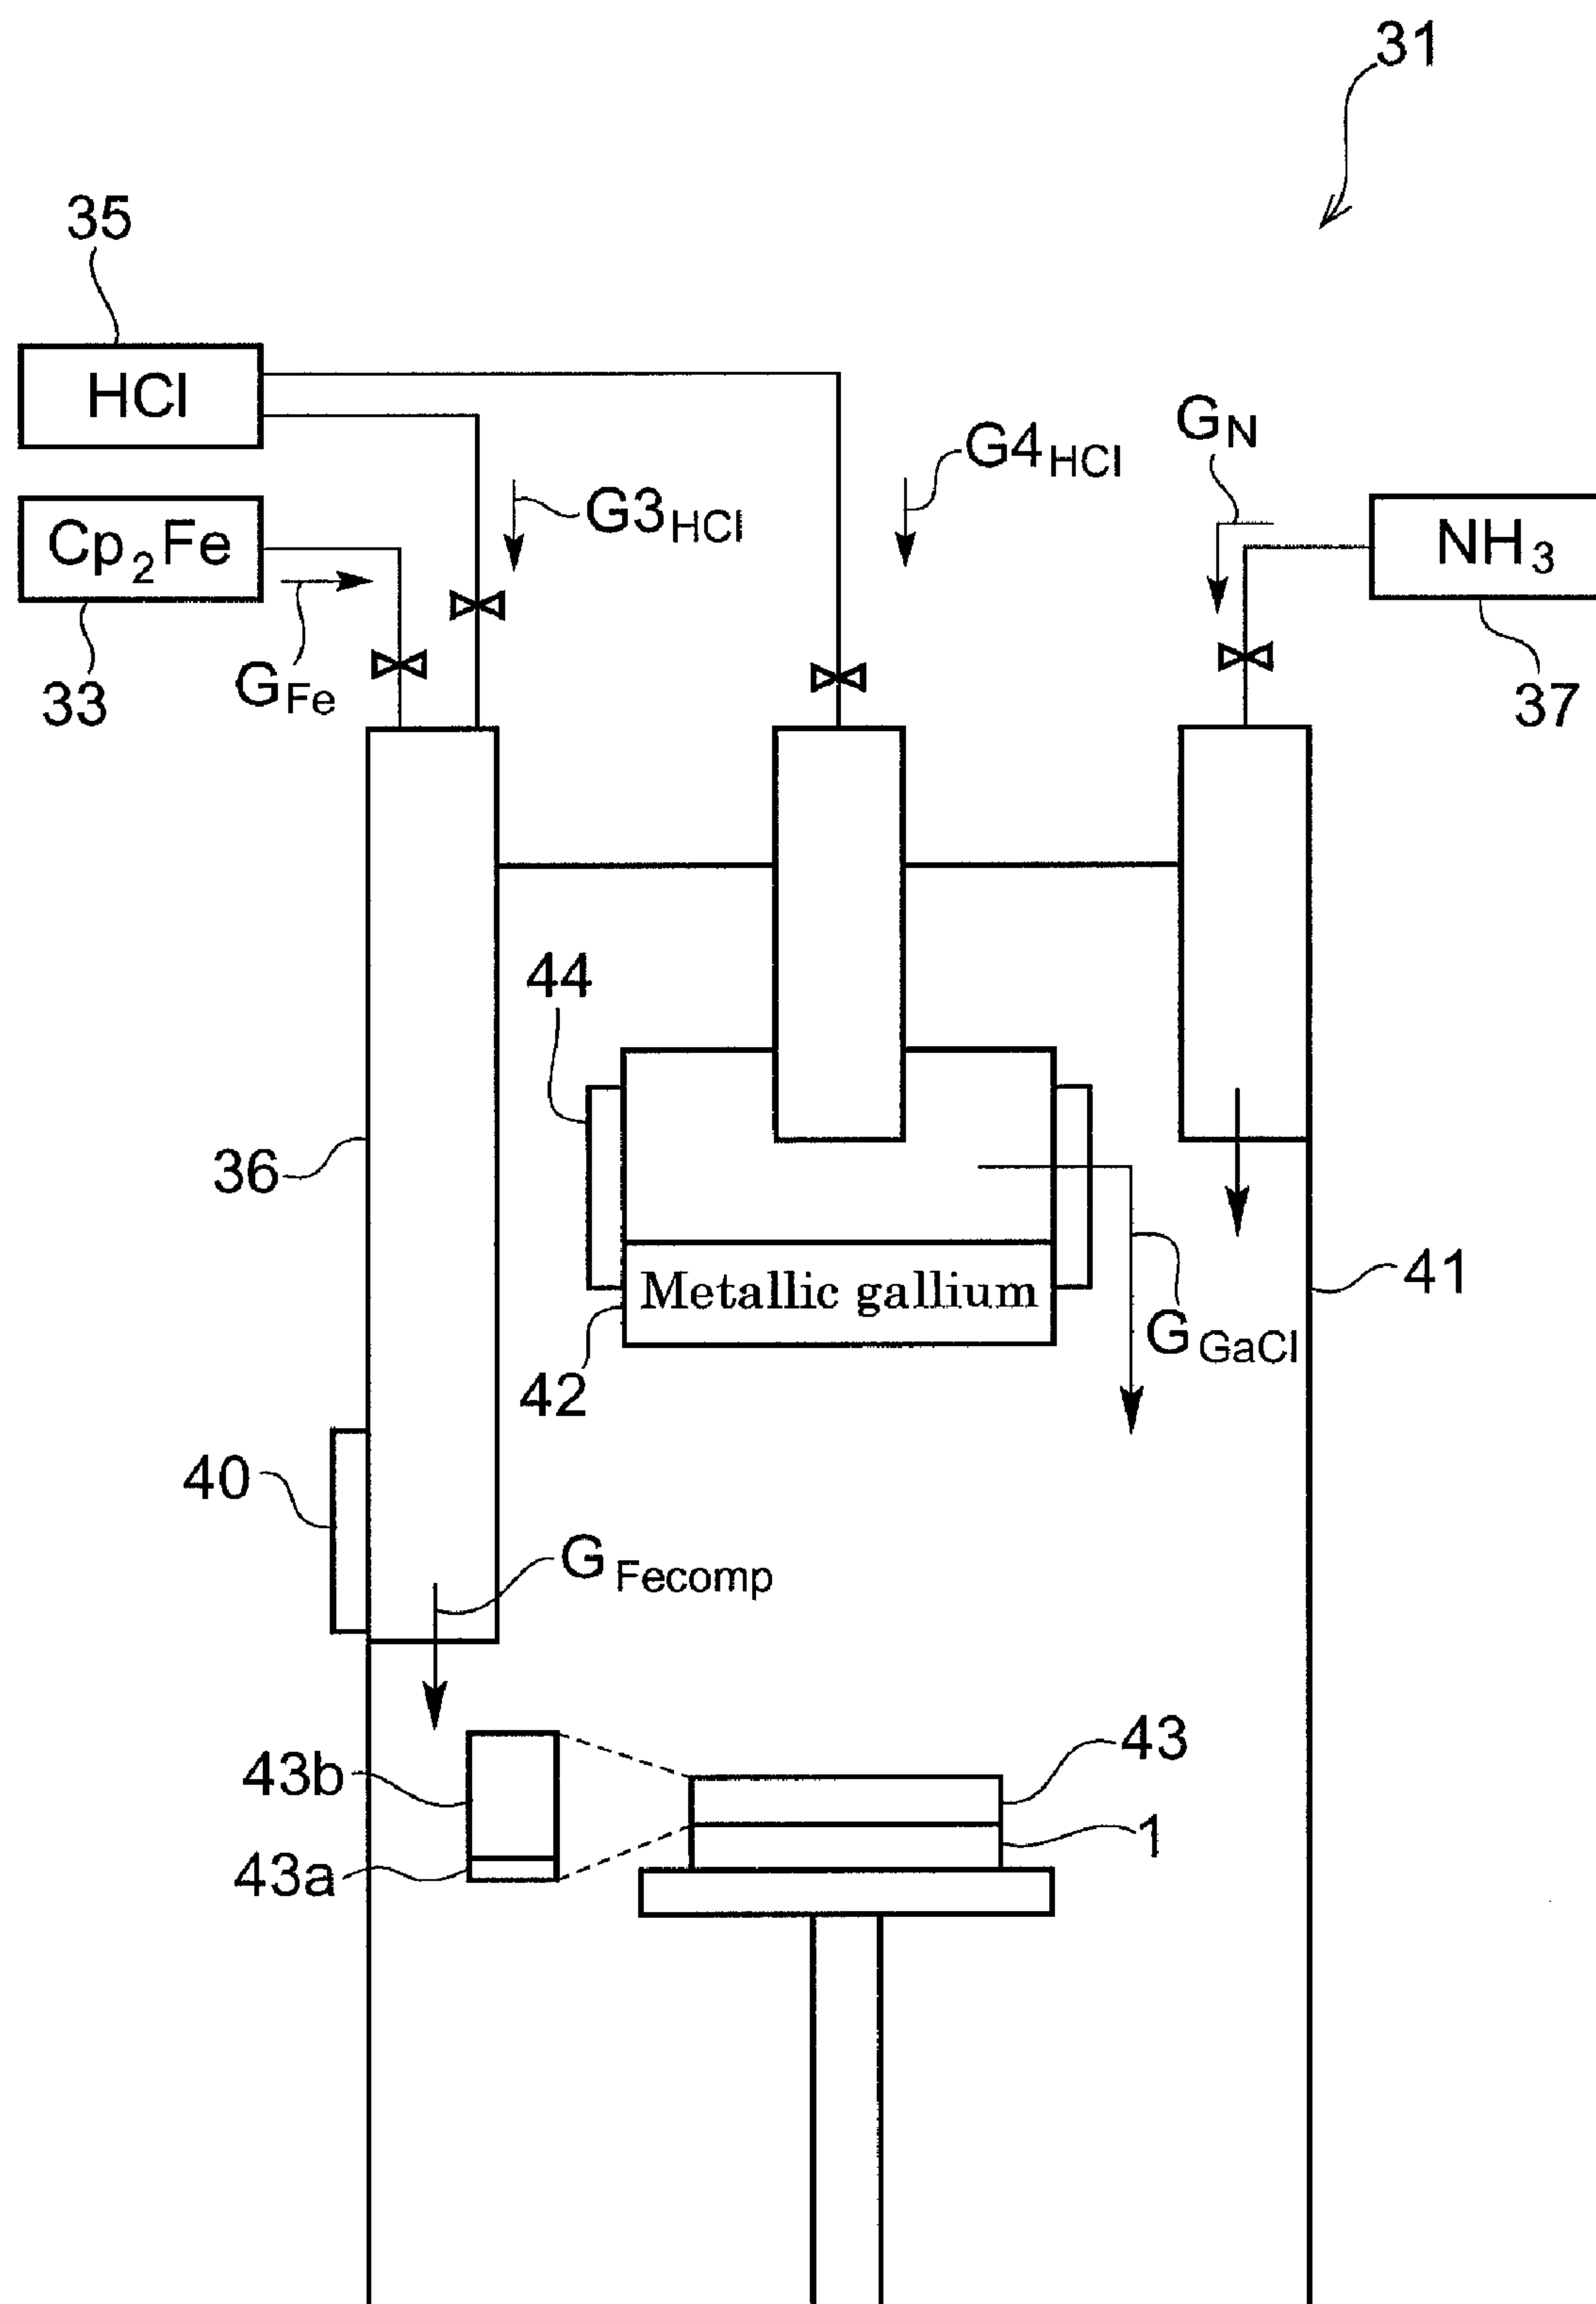 31
35
HCl
GN
G4HCl
G3HCl
Cp2Fe
NH3
GFe
33
37
44
36
Metallic gallium
41
GGaCl
42
40
GFecomp
43
43b
1
43a